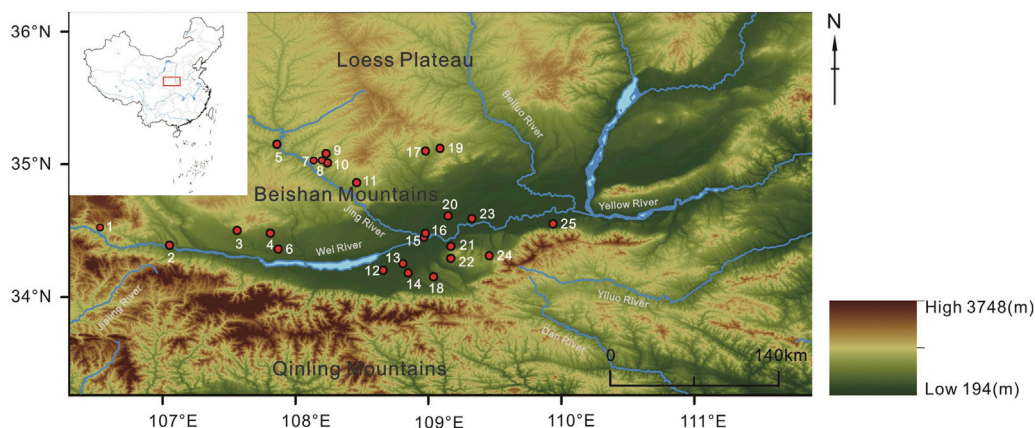 36°N
35°N
34°N
Loess Plateau
Beishan Mountains
Qinling Mountains
Beiluo River
Yellow River
Jing River
Wei River
Jialing River
Yiluo River
Dan River
1
2
3
4
5
6
7
8
9
10
11
12
13
14
15
16
17
18
19
20
21
22
23
24
25
0
140km
107°E
108°E
109°E
110°E
111°E
N
High 3748(m)
Low 194(m)